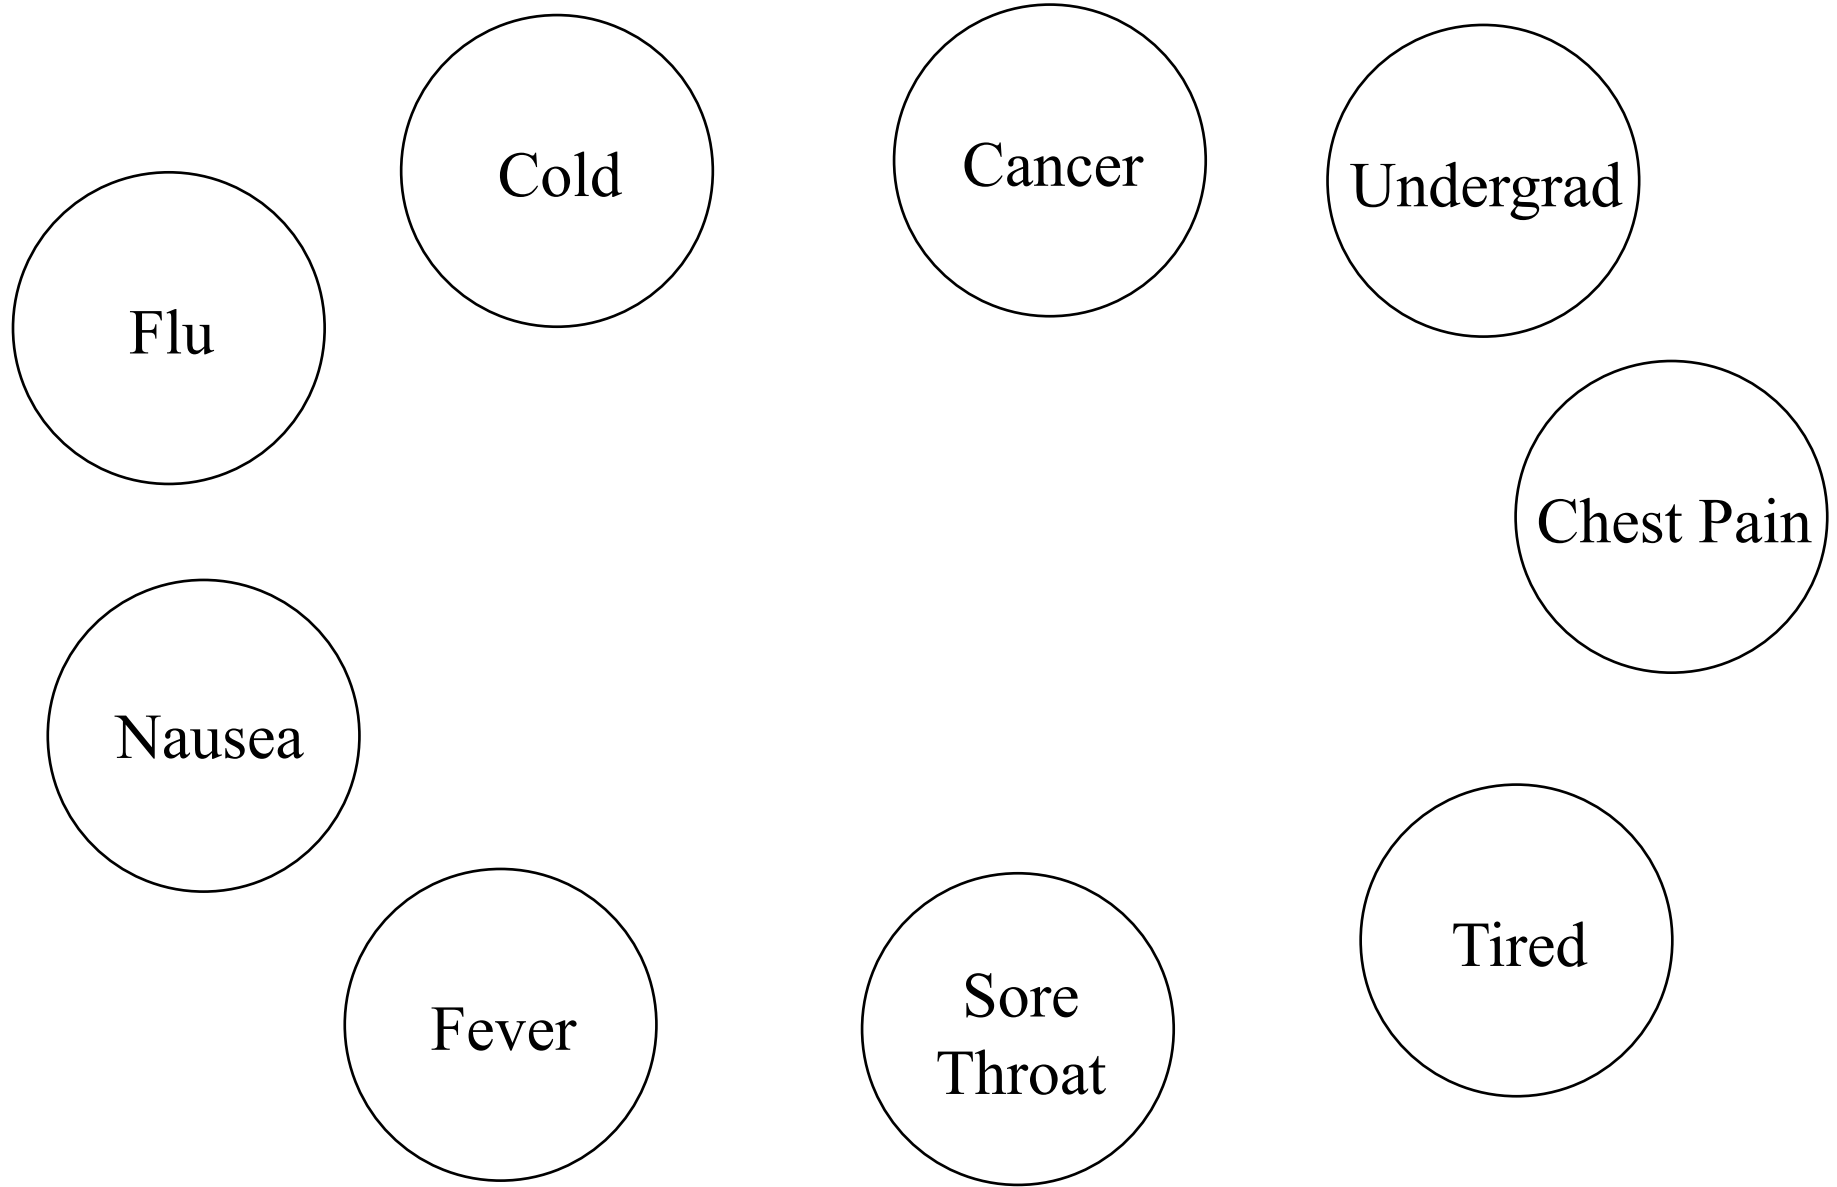 Cold
Cancer
Undergrad
Flu
Chest Pain
Nausea
Tired
Fever
Sore
Throat